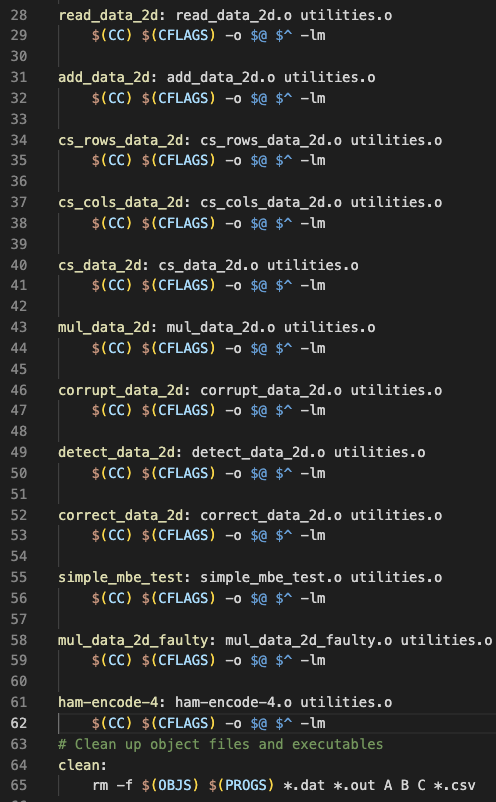 28 read_data_2d: read_data_2d.o utilities.o
29     $(CC) $(CFLAGS) -o $@ $^ -lm
30
31 add_data_2d: add_data_2d.o utilities.o
32     $(CC) $(CFLAGS) -o $@ $^ -lm
33
34 cs_rows_data_2d: cs_rows_data_2d.o utilities.o
35     $(CC) $(CFLAGS) -o $@ $^ -lm
36
37 cs_cols_data_2d: cs_cols_data_2d.o utilities.o
38     $(CC) $(CFLAGS) -o $@ $^ -lm
39
40 cs_data_2d: cs_data_2d.o utilities.o
41     $(CC) $(CFLAGS) -o $@ $^ -lm
42
43 mul_data_2d: mul_data_2d.o utilities.o
44     $(CC) $(CFLAGS) -o $@ $^ -lm
45
46 corrupt_data_2d: corrupt_data_2d.o utilities.o
47     $(CC) $(CFLAGS) -o $@ $^ -lm
48
49 detect_data_2d: detect_data_2d.o utilities.o
50     $(CC) $(CFLAGS) -o $@ $^ -lm
51
52 correct_data_2d: correct_data_2d.o utilities.o
53     $(CC) $(CFLAGS) -o $@ $^ -lm
54
55 simple_mbe_test: simple_mbe_test.o utilities.o
56     $(CC) $(CFLAGS) -o $@ $^ -lm
57
58 mul_data_2d_faulty: mul_data_2d_faulty.o utilities.o
59     $(CC) $(CFLAGS) -o $@ $^ -lm
60
61 ham-encode-4: ham-encode-4.o utilities.o
62     $(CC) $(CFLAGS) -o $@ $^ -lm
63 # Clean up object files and executables
64 clean:
65     rm -f $(OBJS) $(PROGS) *.dat *.out A B C *.csv